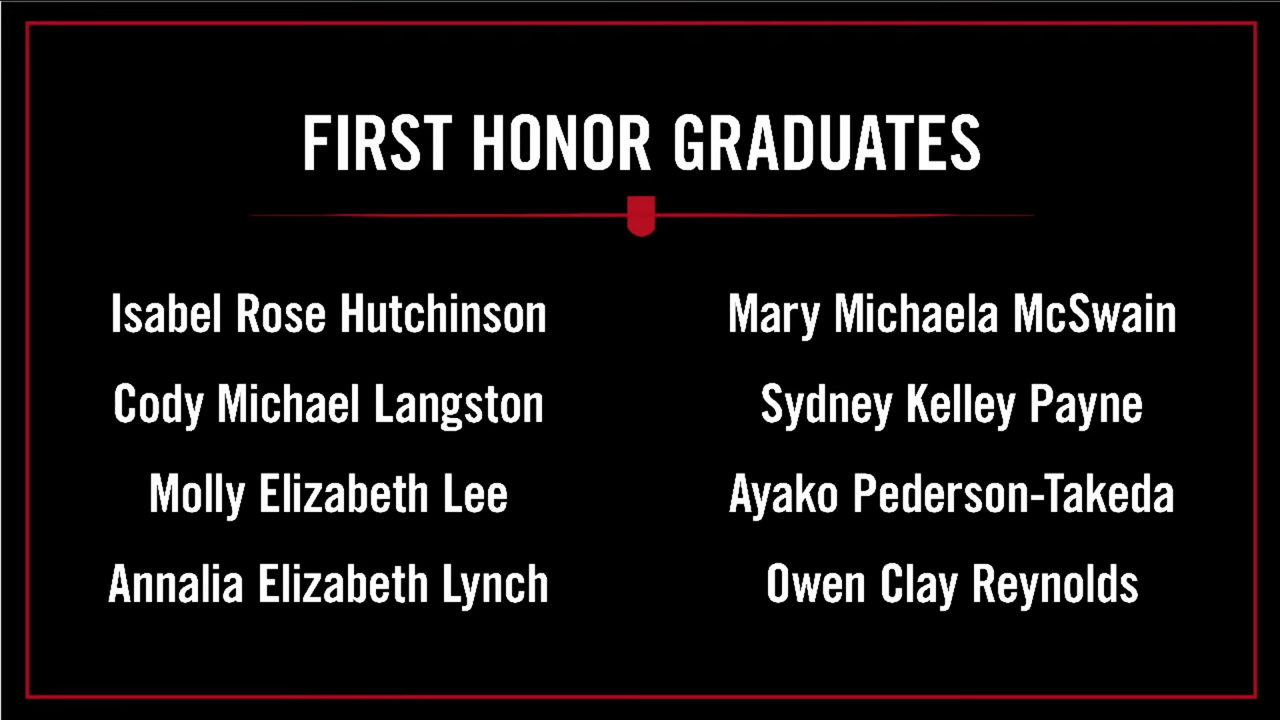 FIRST HONOR GRADUATES
Isabel Rose Hutchinson
Cody Michael Langston
Molly Elizabeth Lee
Annalia Elizabeth Lynch
Mary Michaela McSwain
Sydney Kelley Payne
Ayako Pederson-Takeda
Owen Clay Reynolds